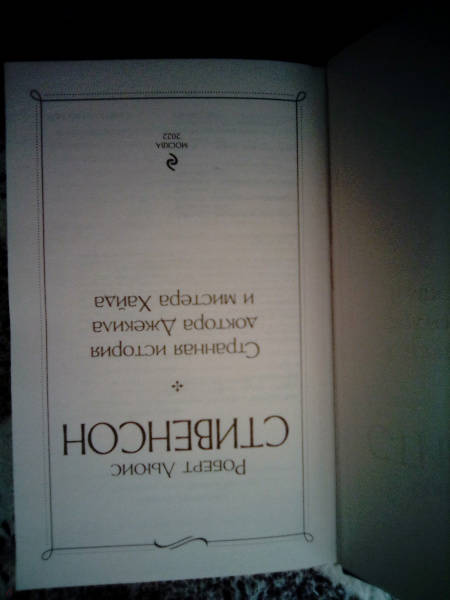 Роберт Льюис
СТИВЕНСОН
Странная история
доктора Джекила
и мистера Хайда
МОСКВА
2022